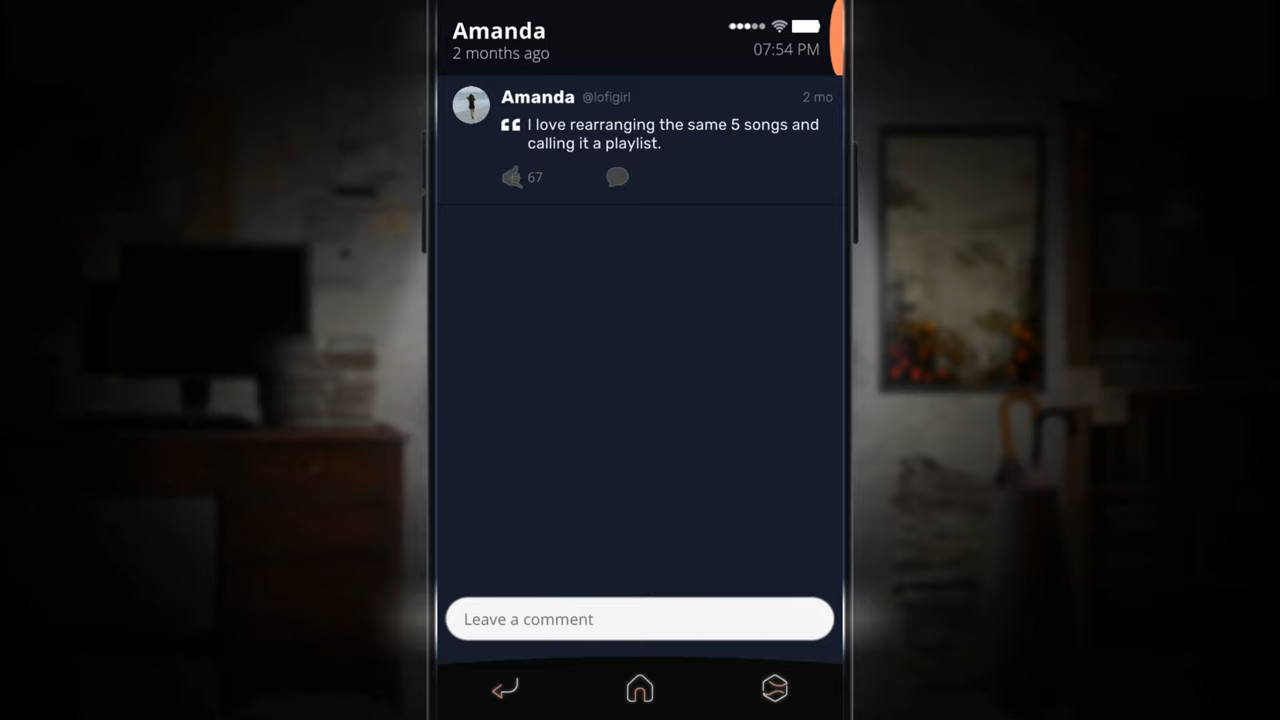 Amanda
2 months ago
07:54 PM
Amanda @lofigirl 2 mo
❝ I love rearranging the same 5 songs and
calling it a playlist.
67
Leave a comment